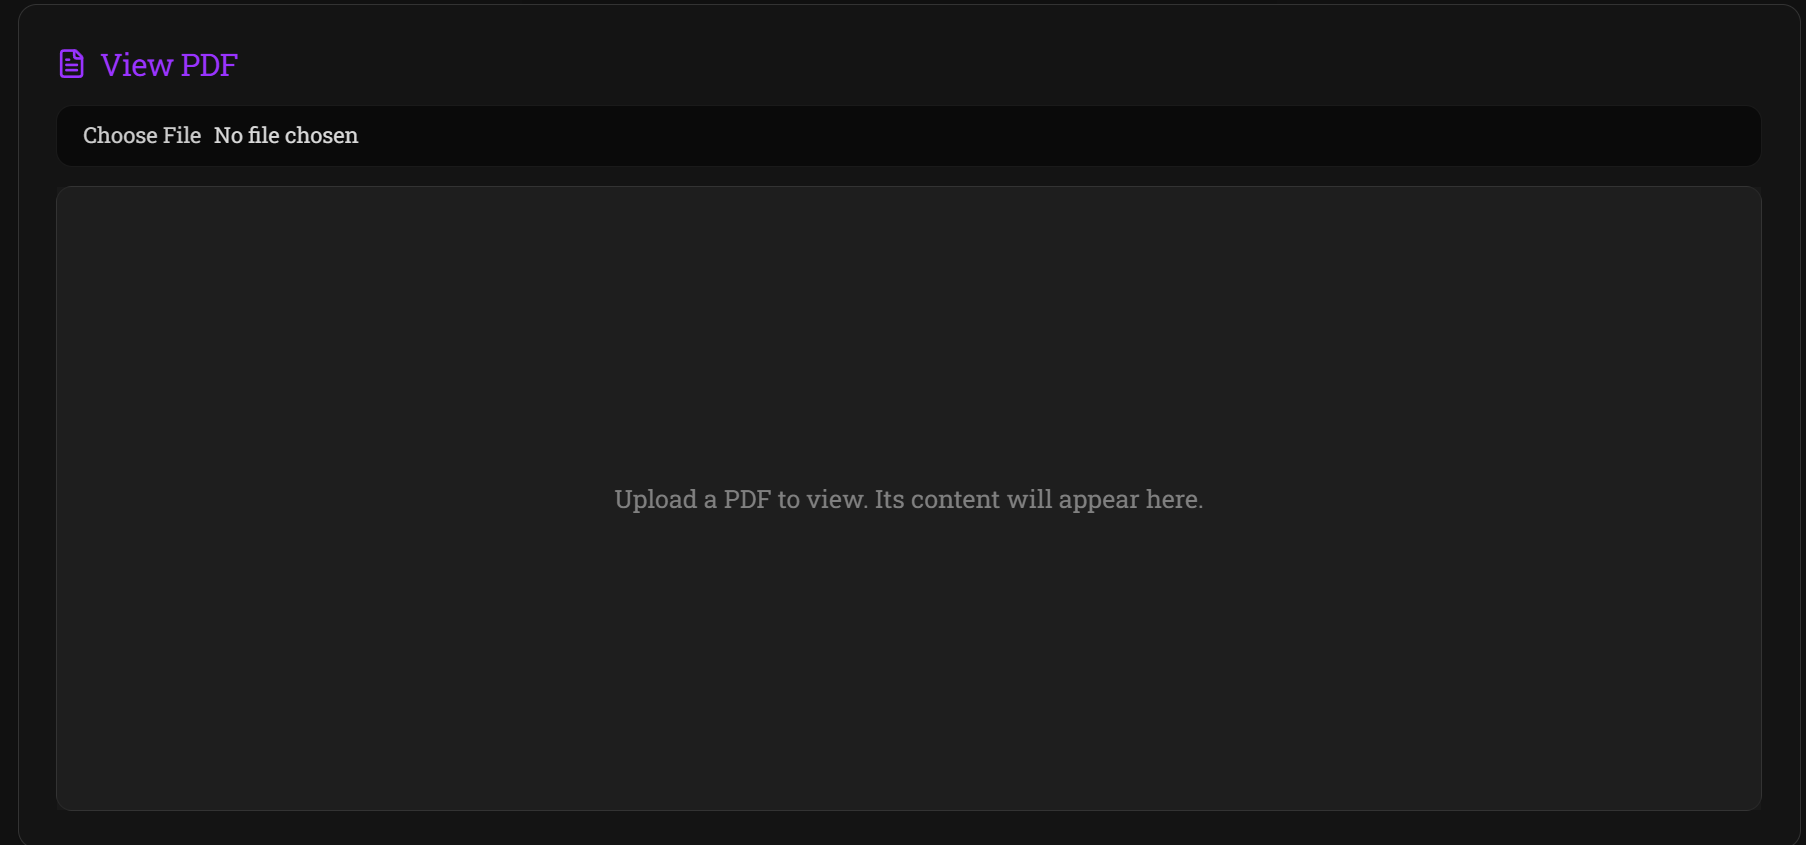 View PDF
Choose File No file chosen
Upload a PDF to view. Its content will appear here.